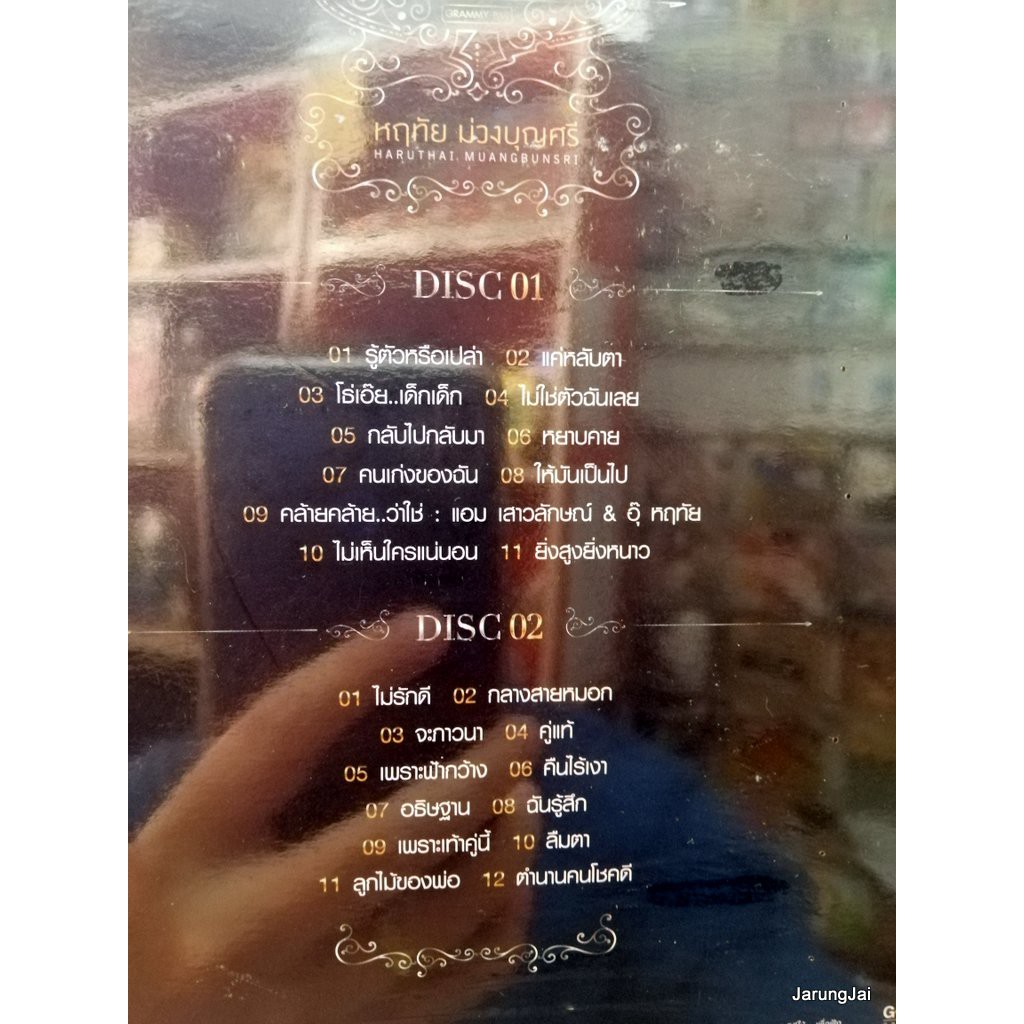 GRAMMY
หฤทัย ม่วงบุญศรี
HARUTHAI MUANGBUNSRI
DISC 01
01 รู้ตัวหรือเปล่า 02 แค่หลับตา
03 โธ่เอ๊ย..เด็กเด็ก 04 ไม่ใช่ตัวฉันเลย
05 กลับไปกลับมา 06 หยาบคาย
07 คนเก่งของฉัน 08 ให้มันเป็นไป
09 คล้ายคล้าย..ว่าใช่ : แอม เสาวลักษณ์ & อุ๊ หฤทัย
10 ไม่เห็นใครแน่นอน 11 ยิ่งสูงยิ่งหนาว
DISC 02
01 ไม่รักดี 02 กลางสายหมอก
03 จะภาวนา 04 คู่แท้
05 เพราะฟ้ากว้าง 06 คืนไร้เงา
07 อธิษฐาน 08 ฉันรู้สึก
09 เพราะเท้าคู่นี้ 10 ลืมตา
11 ลูกไม้ของพ่อ 12 ตำนานคนโชคดี
JarungJai